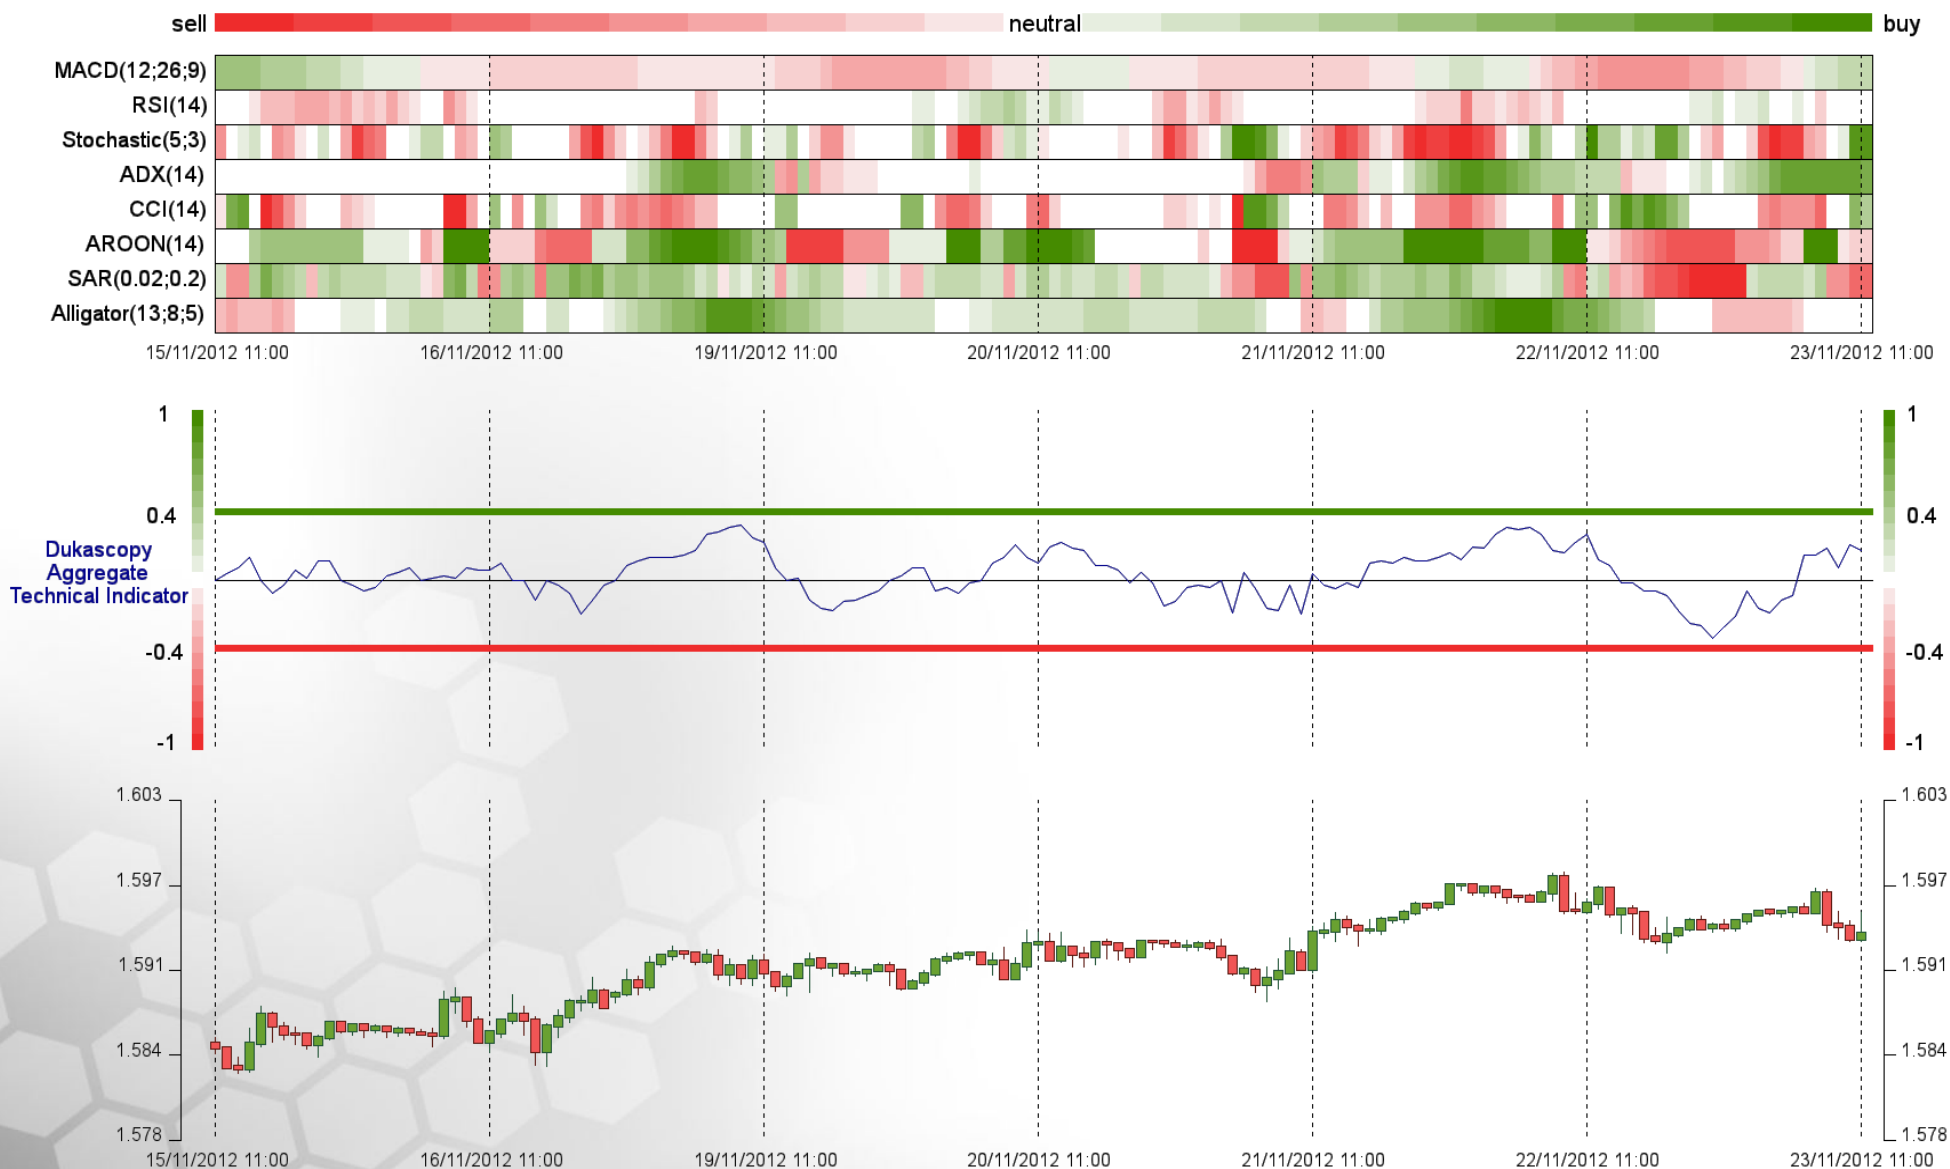 sell neutral buy
MACD(12;26;9)
RSI(14)
Stochastic(5;3)
ADX(14)
CCI(14)
AROON(14)
SAR(0.02;0.2)
Alligator(13;8;5)
15/11/2012 11:00 16/11/2012 11:00 19/11/2012 11:00 20/11/2012 11:00 21/11/2012 11:00 22/11/2012 11:00 23/11/2012 11:00
1 1
0.4 0.4
Dukascopy
Aggregate
Technical Indicator
-0.4 -0.4
-1 -1
1.603 1.603
1.597 1.597
1.591 1.591
1.584 1.584
1.578 1.578
15/11/2012 11:00 16/11/2012 11:00 19/11/2012 11:00 20/11/2012 11:00 21/11/2012 11:00 22/11/2012 11:00 23/11/2012 11:00